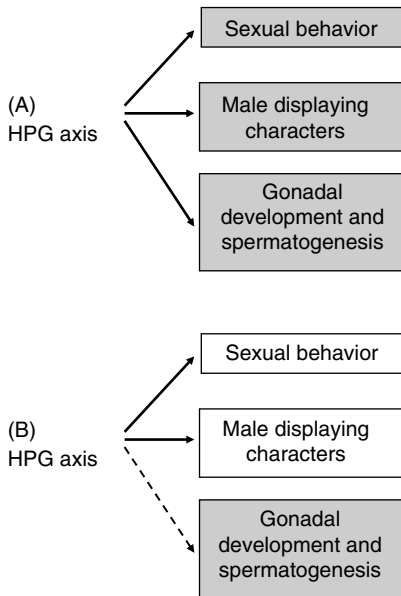 Sexual behavior
(A)
HPG axis
Male displaying
characters
Gonadal
development and
spermatogenesis
Sexual behavior
(B)
HPG axis
Male displaying
characters
Gonadal
development and
spermatogenesis